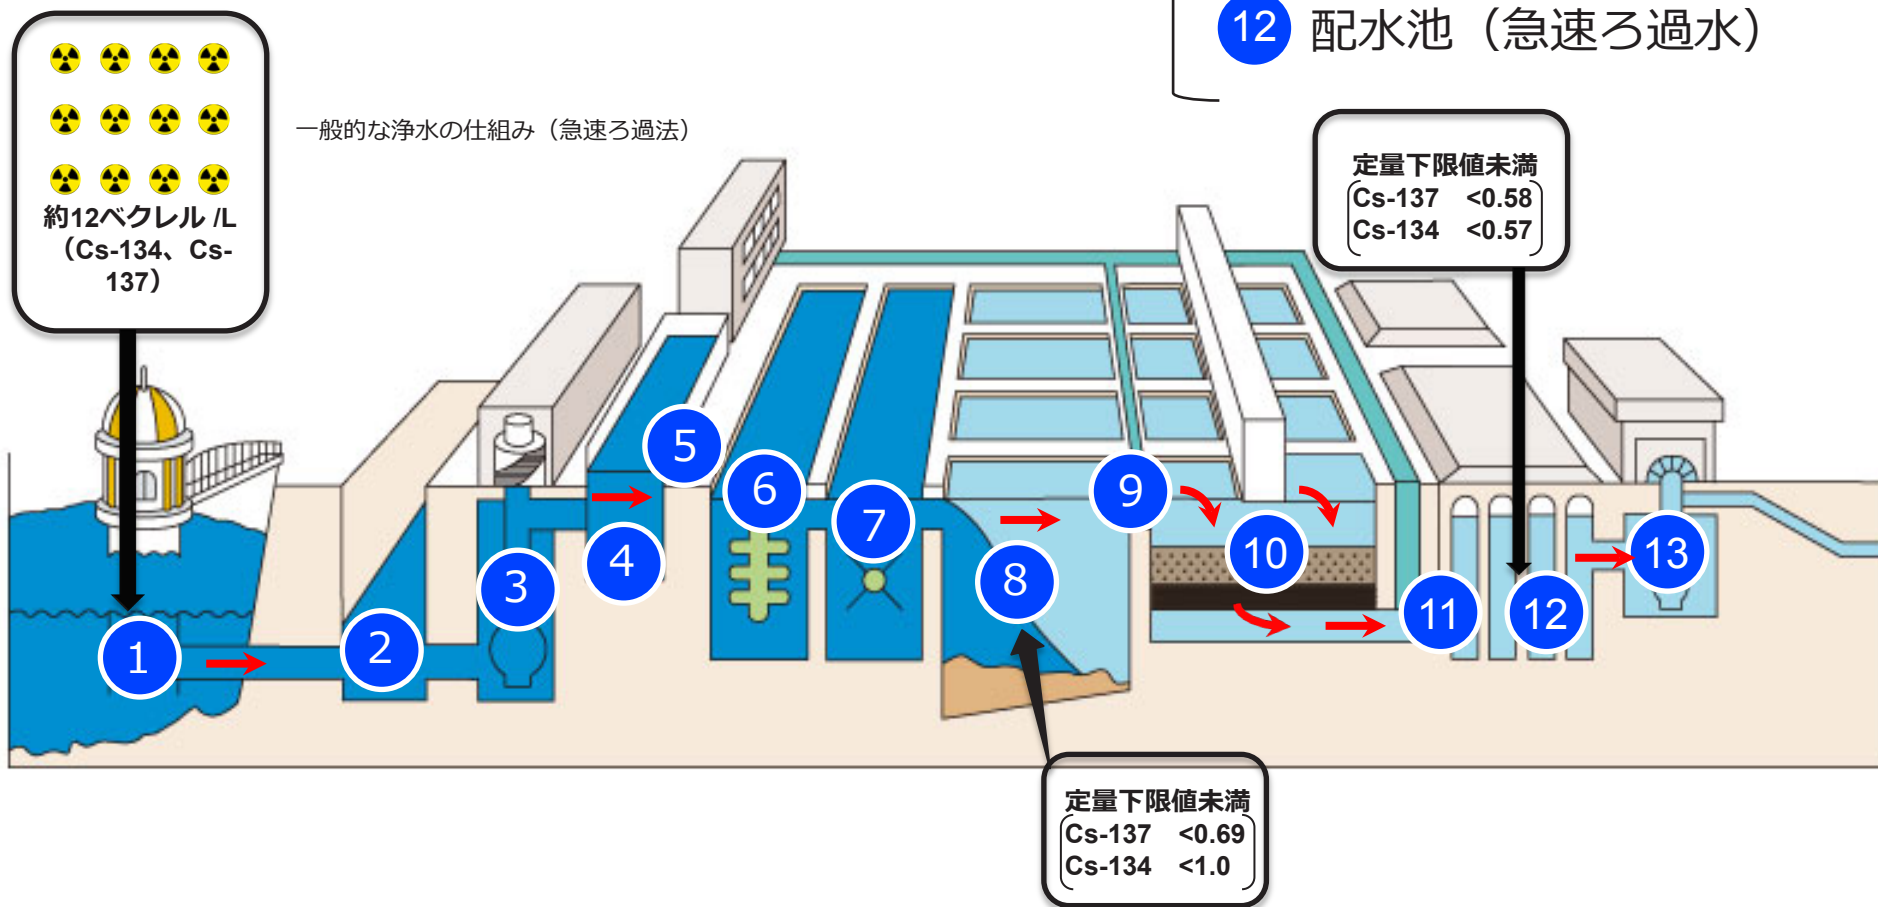 12 配水池（急速ろ過水）
約12ベクレル /L
（Cs-134、Cs-
137）
一般的な浄水の仕組み（急速ろ過法）
定量下限値未満
Cs-137 <0.58
Cs-134 <0.57
1
2
3
4
5
6
7
8
9
10
11
12
13
定量下限値未満
Cs-137 <0.69
Cs-134 <1.0